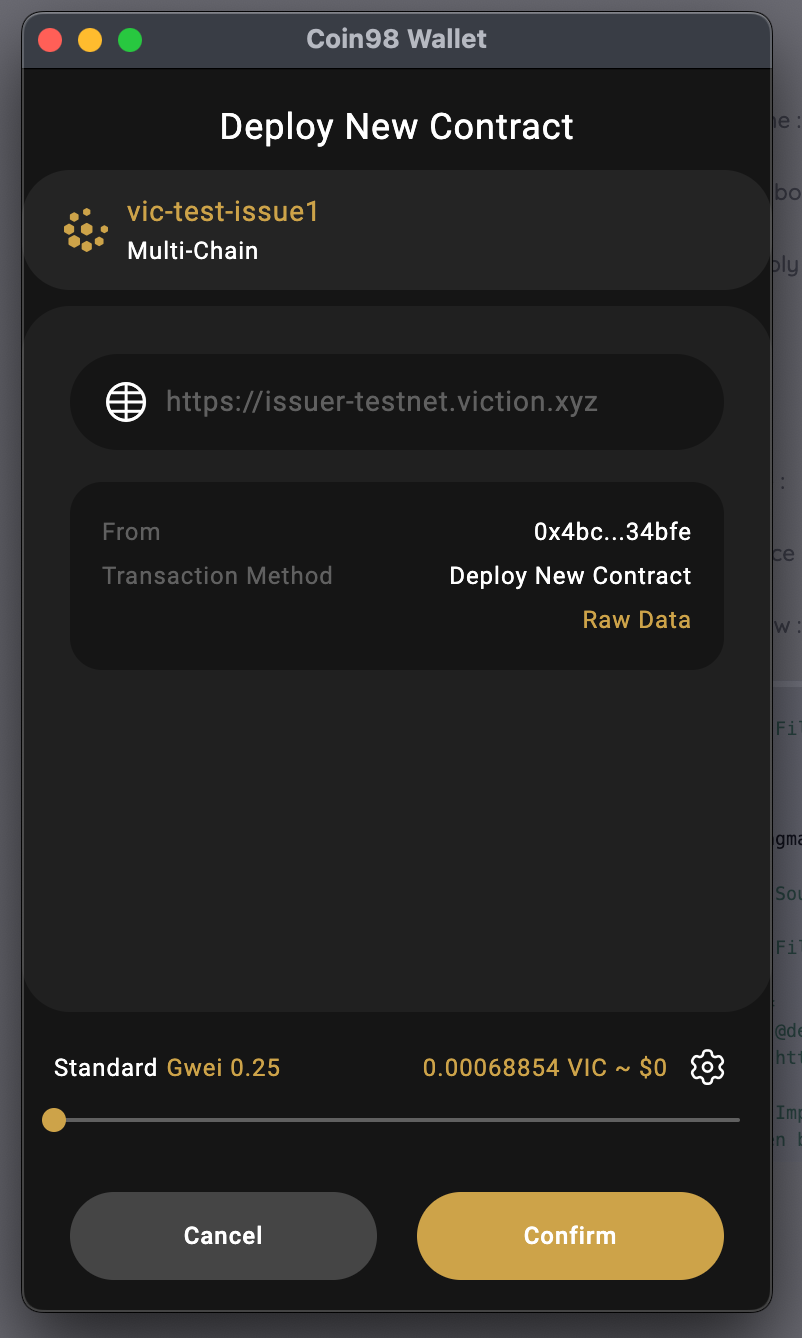 Coin98 Wallet
Deploy New Contract
vic-test-issue1
Multi-Chain
https://issuer-testnet.viction.xyz
From 0x4bc...34bfe
Transaction Method Deploy New Contract
Raw Data
Standard Gwei 0.25 0.00068854 VIC ~ $0
Cancel Confirm